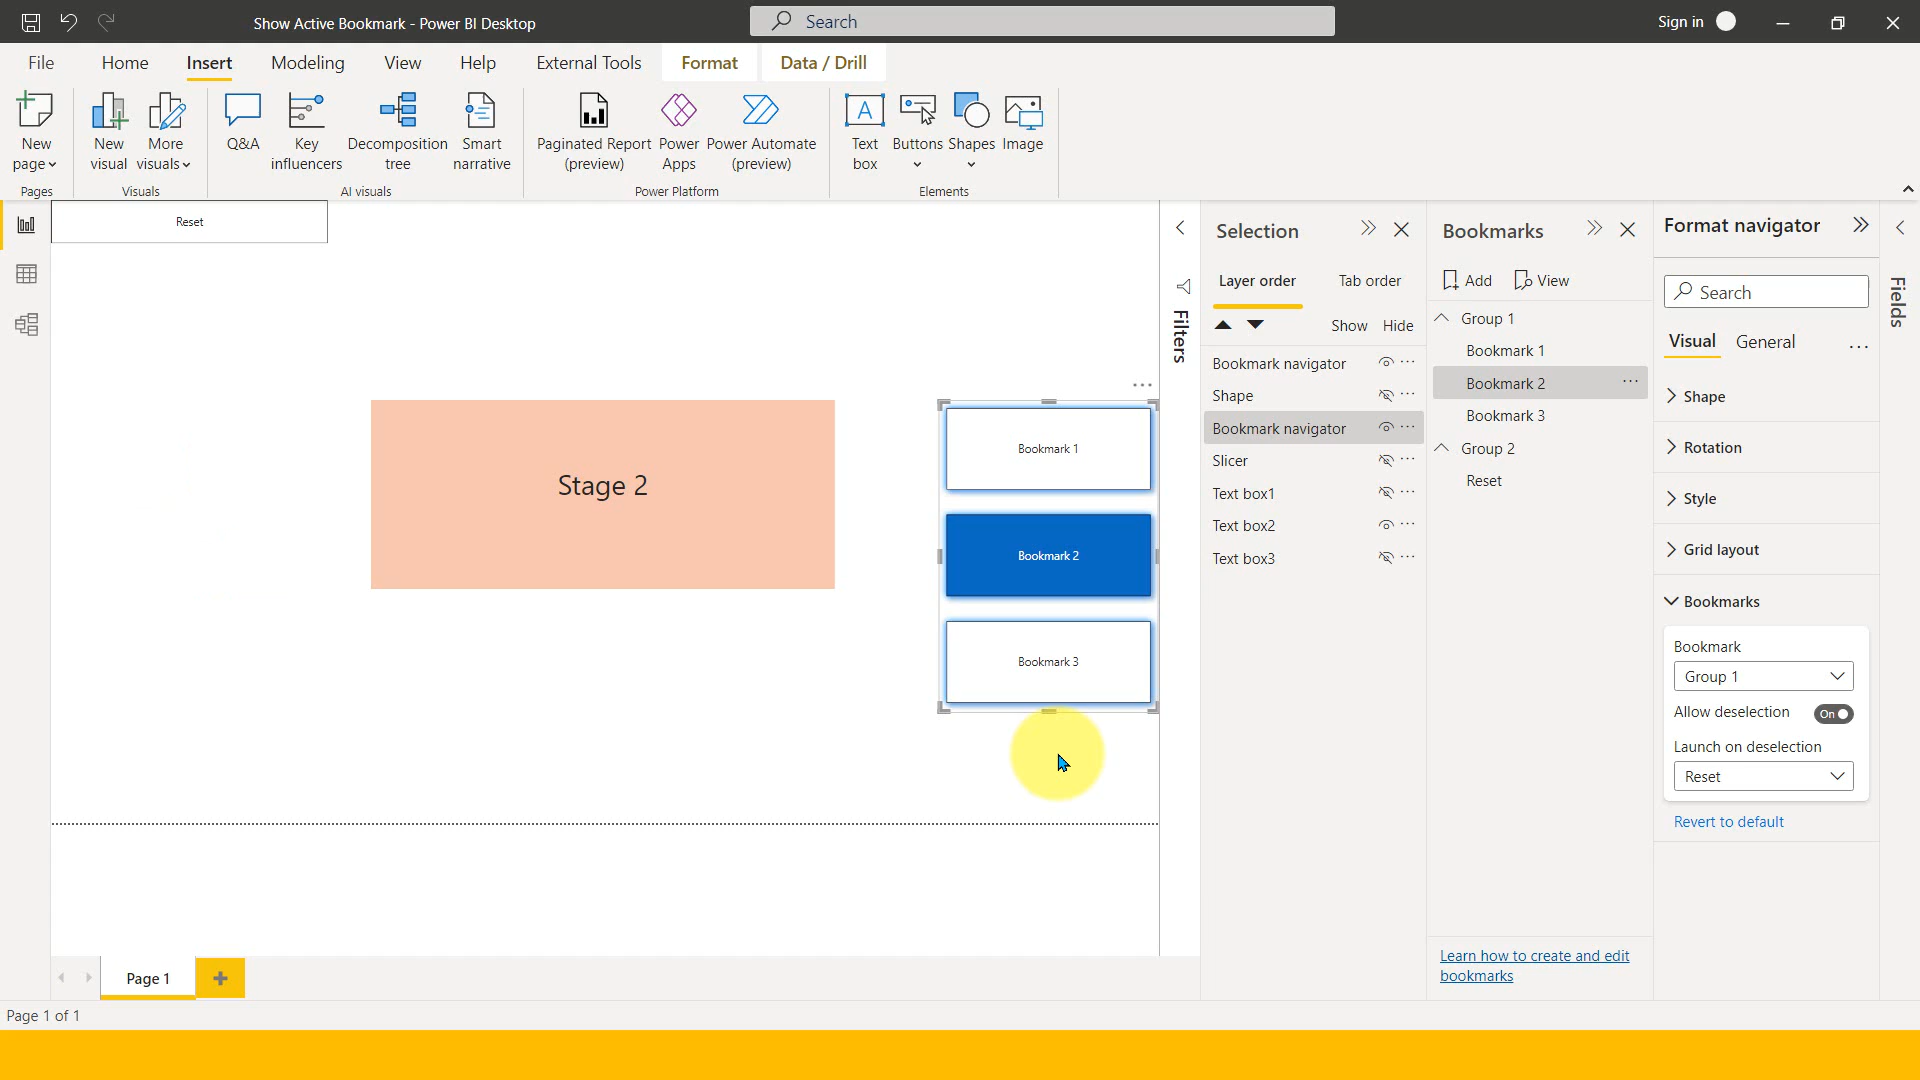 Show Active Bookmark - Power BI Desktop
Search
Sign in
File
Home
Insert
Modeling
View
Help
External Tools
Format
Data / Drill
New page
New visual
More visuals
Q&A
Key influencers
Decomposition tree
Smart narrative
Paginated Report (preview)
Power Apps
Power Automate (preview)
A
Text box
Buttons
Shapes
Image
Pages
Visuals
AI visuals
Power Platform
Elements
Reset
Stage 2
Bookmark 1
Bookmark 2
Bookmark 3
Filters
Selection
Layer order
Tab order
Show
Hide
Bookmark navigator
Shape
Bookmark navigator
Slicer
Text box1
Text box2
Text box3
Bookmarks
Add
View
Group 1
Bookmark 1
Bookmark 2
Bookmark 3
Group 2
Reset
Learn how to create and edit
bookmarks
Format navigator
Search
Visual
General
Shape
Rotation
Style
Grid layout
Bookmarks
Bookmark
Group 1
Allow deselection
On
Launch on deselection
Reset
Revert to default
Fields
Page 1
Page 1 of 1